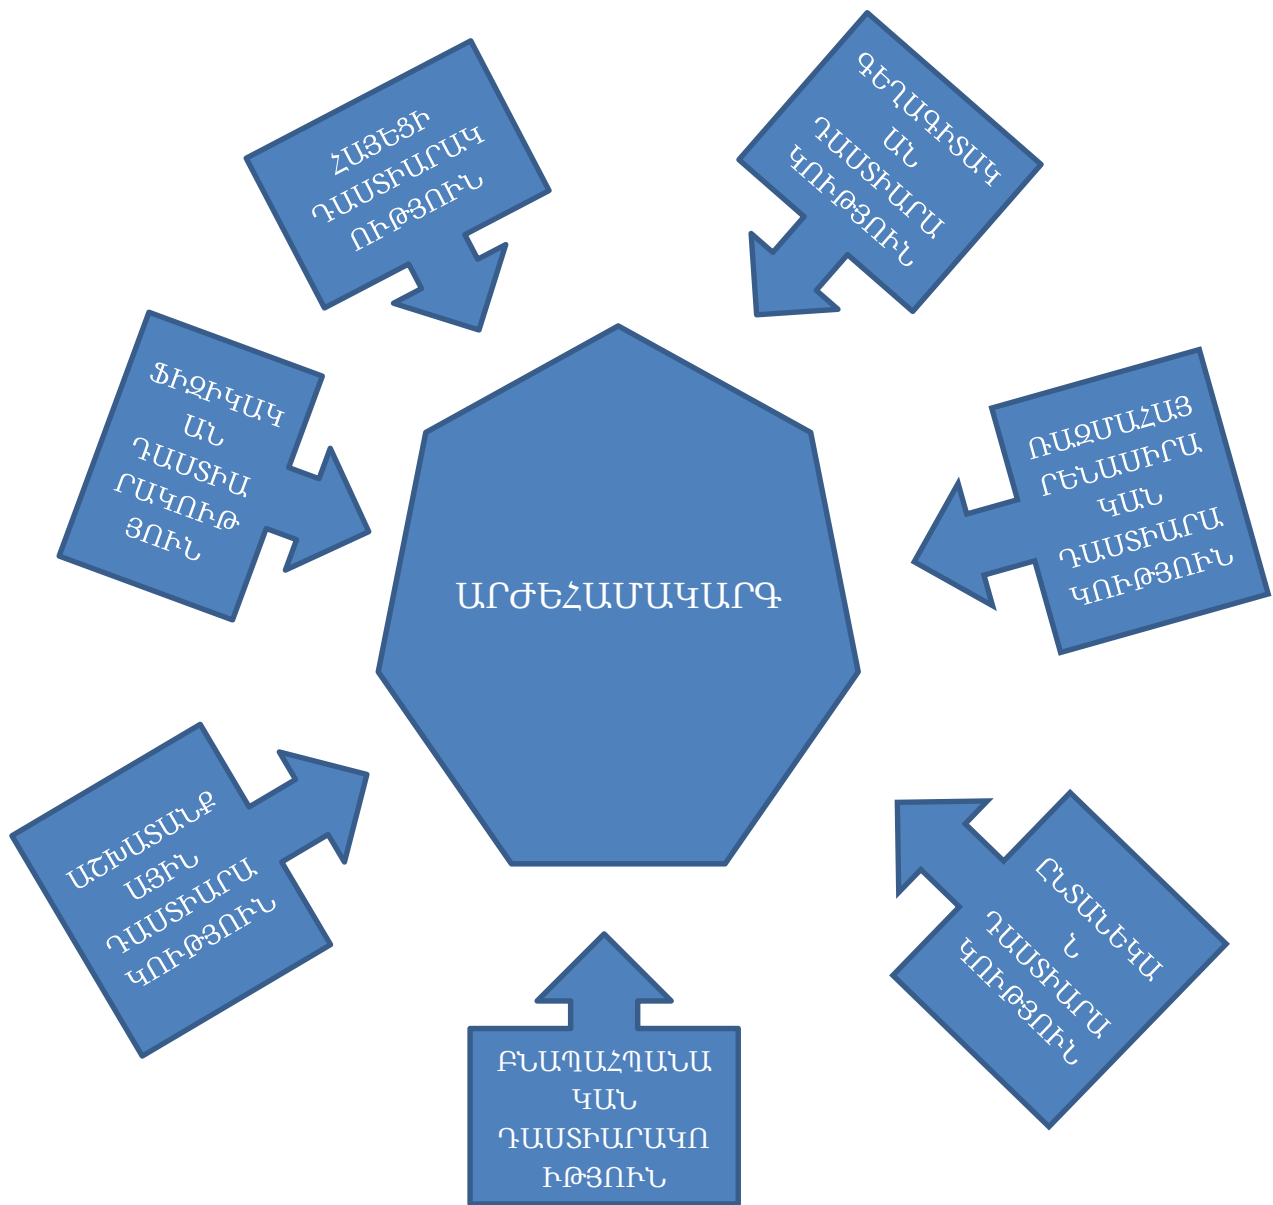 ՀԱՅԵՑԻ
ԴԱՍՏԻԱՐԱԿ
ՈՒԹՅՈՒՆ
ԳԵՂԱԳԻՏԱԿ
ԱՆ
ԴԱՍՏԻԱՐԱ
ԿՈՒԹՅՈՒՆ
ՖԻԶԻԿԱԿ
ԱՆ
ԴԱՍՏԻԱ
ՐԱԿՈՒԹ
ՅՈՒՆ
ՌԱԶՄԱՀԱՅ
ՐԵՆԱՍԻՐԱ
ԿԱՆ
ԴԱՍՏԻԱՐԱ
ԿՈՒԹՅՈՒՆ
ԱՐԺԵՀԱՄԱԿԱՐԳ
ԱՇԽԱՏԱՆՔ
ԱՅԻՆ
ԴԱՍՏԻԱՐԱ
ԿՈՒԹՅՈՒՆ
ԸՆՏԱՆԵԿԱ
Ն
ԴԱՍՏԻԱՐԱ
ԿՈՒԹՅՈՒՆ
ԲՆԱՊԱՀՊԱՆԱ
ԿԱՆ
ԴԱՍՏԻԱՐԱԿՈ
ՒԹՅՈՒՆ